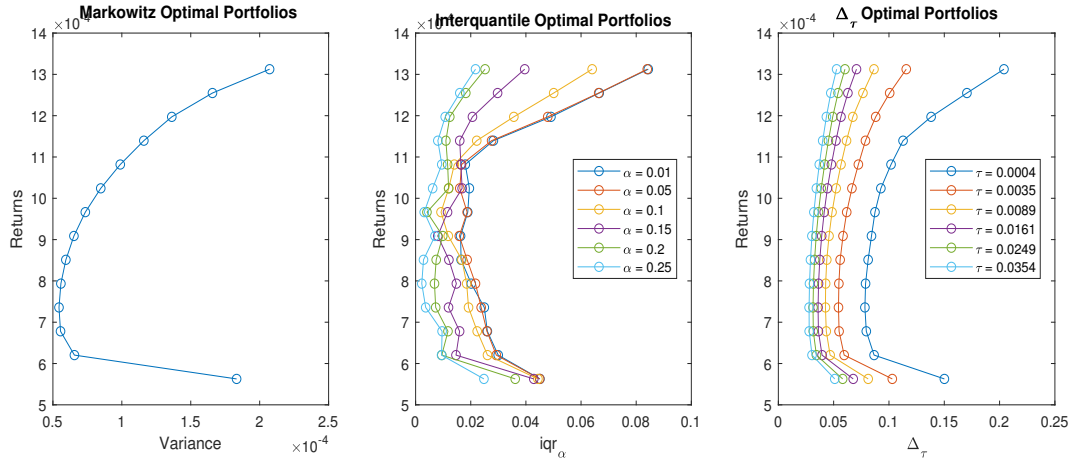 Markowitz Optimal Portfolios
×10⁻⁴
14
13
12
11
10
9
8
7
6
5
Returns
0.5
1
1.5
2
2.5
Variance
×10⁻⁴
Interquantile Optimal Portfolios
×10⁻⁴
14
13
12
11
10
9
8
7
6
5
Returns
α = 0.01
α = 0.05
α = 0.1
α = 0.15
α = 0.2
α = 0.25
0
0.02
0.04
0.06
0.08
0.1
iqr_α
Δ_τ Optimal Portfolios
×10⁻⁴
14
13
12
11
10
9
8
7
6
5
Returns
τ = 0.0004
τ = 0.0035
τ = 0.0089
τ = 0.0161
τ = 0.0249
τ = 0.0354
0
0.05
0.1
0.15
0.2
0.25
Δ_τ